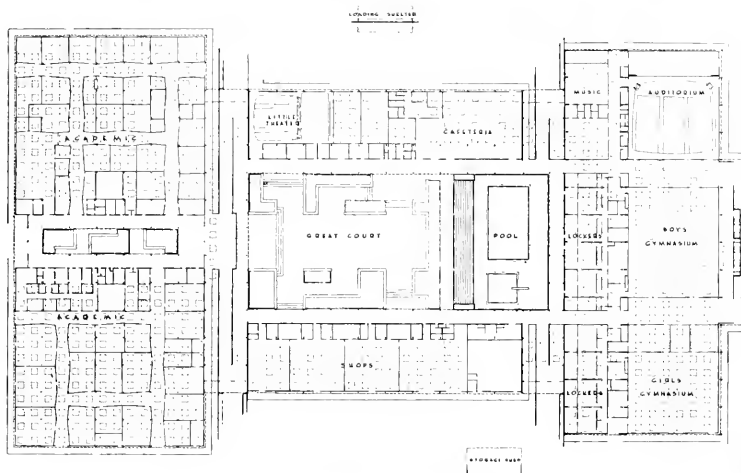 LOADING SHELTER
MUSIC
AUDITORIUM
LITTLE
THEATER
ACADEMIC
CAFETERIA
GREAT COURT
POOL
LOCKERS
BOYS
GYMNASIUM
ACADEMIC
SHOPS
LOCKERS
GIRLS
GYMNASIUM
STORAGE SHED